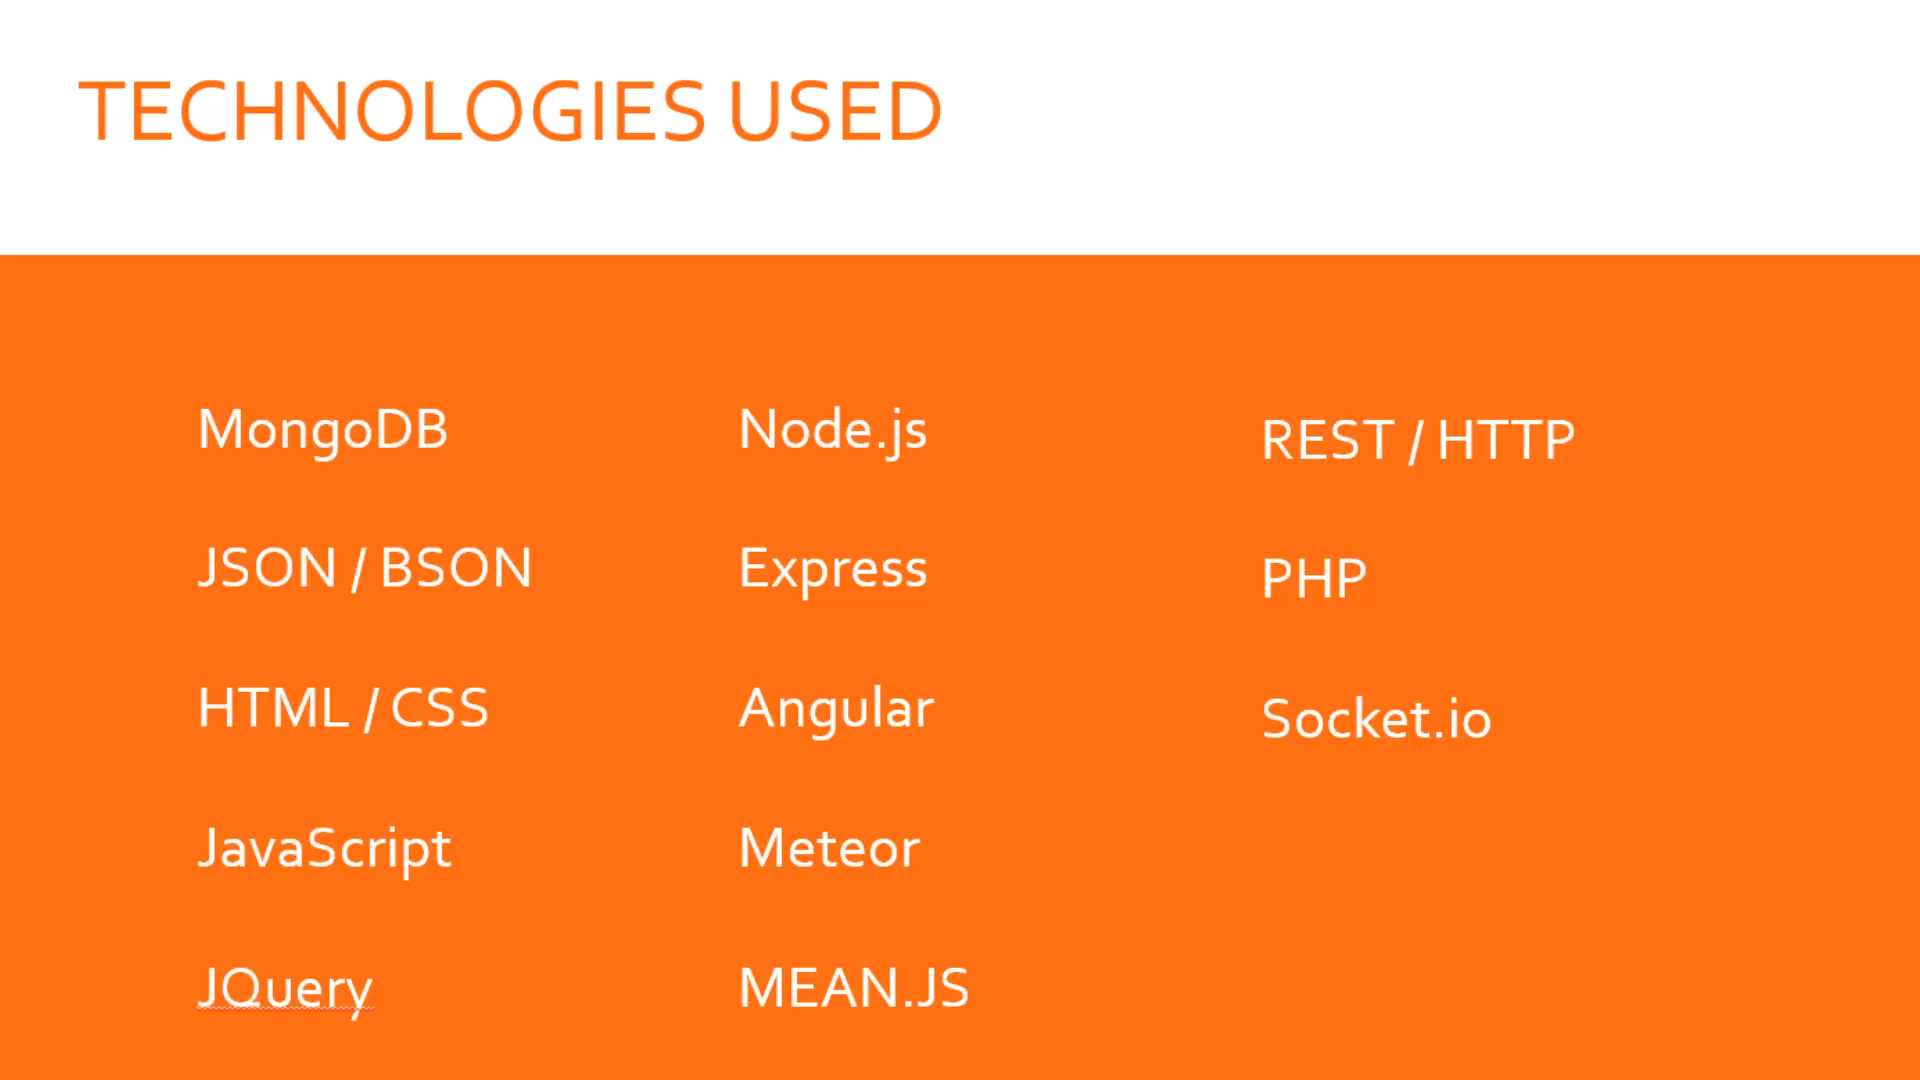 TECHNOLOGIES USED
MongoDB
JSON / BSON
HTML / CSS
JavaScript
JQuery
Node.js
Express
Angular
Meteor
MEAN.JS
REST / HTTP
PHP
Socket.io